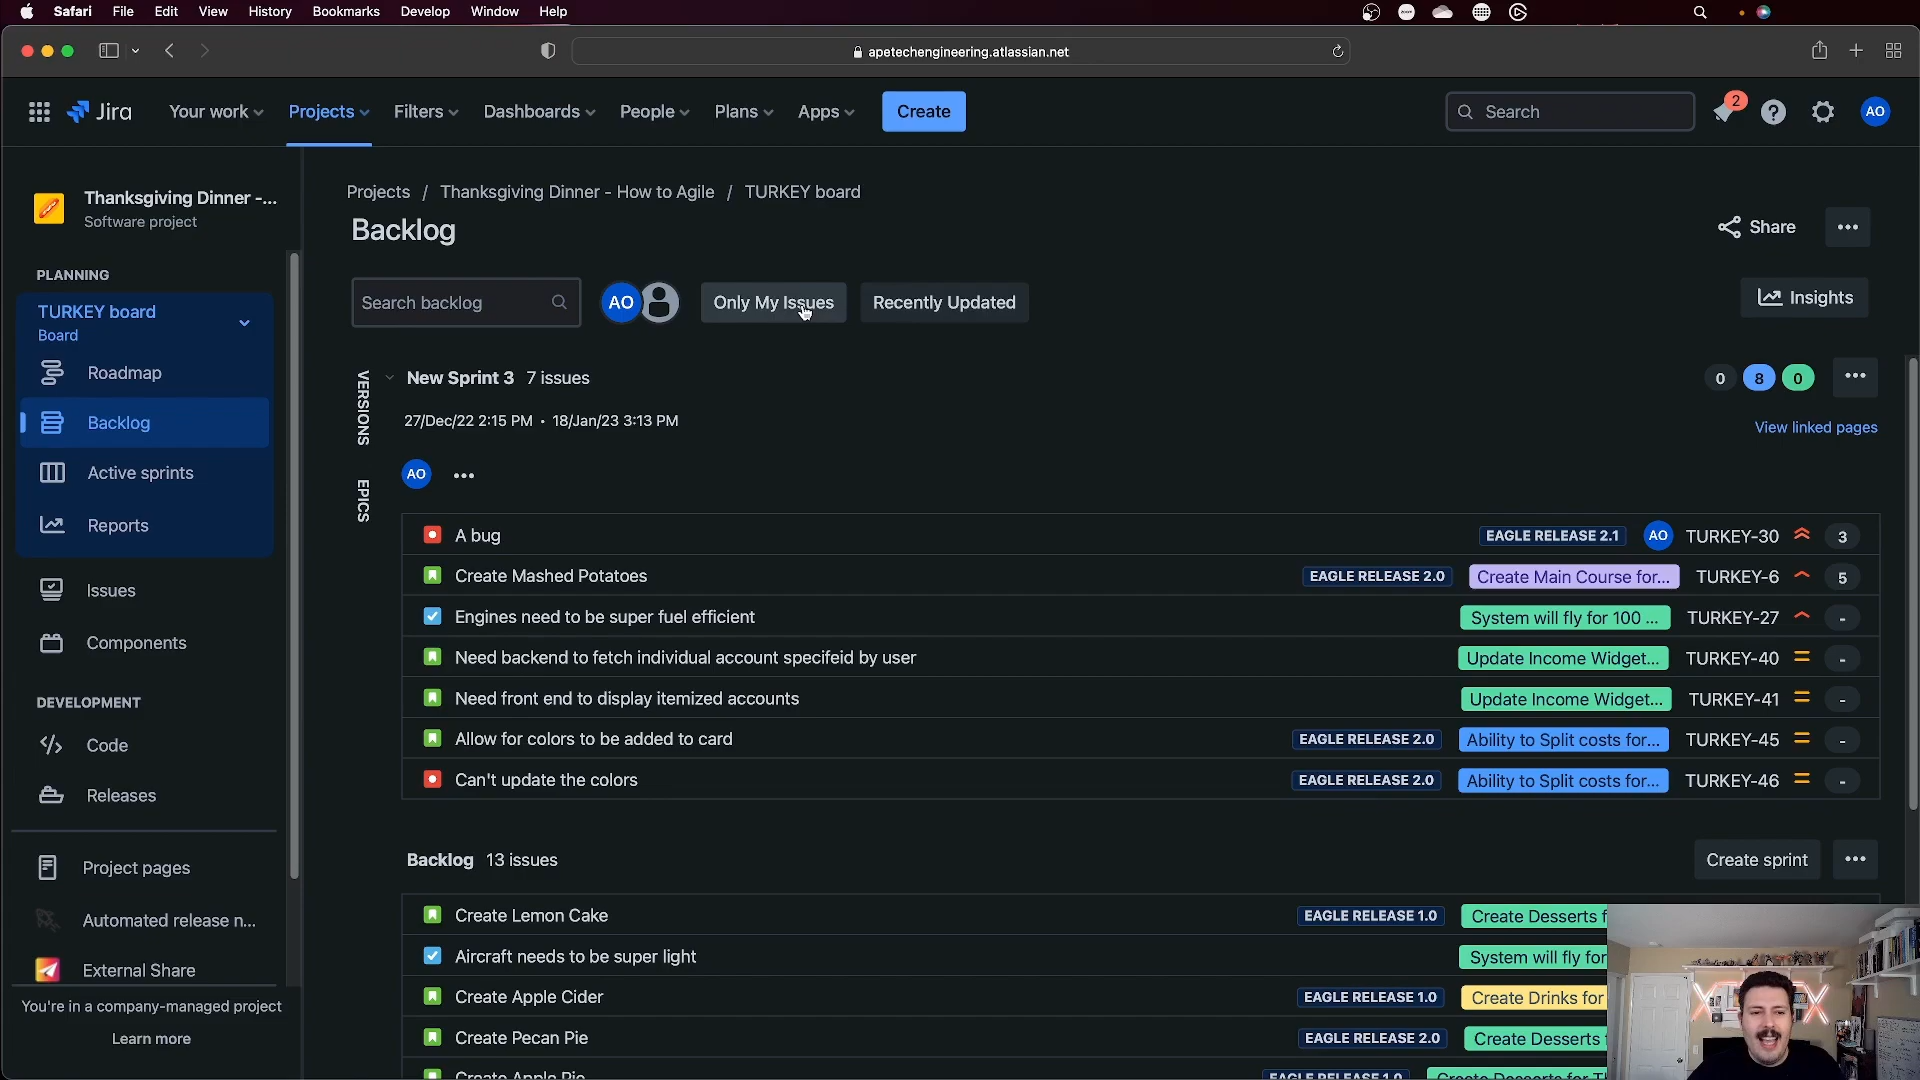 Safari File Edit View History Bookmarks Develop Window Help
zoom
apetechengineering.atlassian.net
Jira Your work Projects Filters Dashboards People Plans Apps Create Search 2 AO
Thanksgiving Dinner -...
Software project
PLANNING
TURKEY board
Board
Roadmap
Backlog
Active sprints
Reports
Issues
Components
DEVELOPMENT
Code
Releases
Project pages
Automated release n...
External Share
You're in a company-managed project
Learn more
Projects / Thanksgiving Dinner - How to Agile / TURKEY board
Backlog
Share
Search backlog AO Only My Issues Recently Updated Insights
VERSIONS
EPICS
New Sprint 3 7 issues 0 8 0
27/Dec/22 2:15 PM • 18/Jan/23 3:13 PM
View linked pages
AO
A bug EAGLE RELEASE 2.1 AO TURKEY-30 3
Create Mashed Potatoes EAGLE RELEASE 2.0 Create Main Course for... TURKEY-6 5
Engines need to be super fuel efficient System will fly for 100 ... TURKEY-27 -
Need backend to fetch individual account specifeid by user Update Income Widget... TURKEY-40 -
Need front end to display itemized accounts Update Income Widget... TURKEY-41 -
Allow for colors to be added to card EAGLE RELEASE 2.0 Ability to Split costs for... TURKEY-45 -
Can't update the colors EAGLE RELEASE 2.0 Ability to Split costs for... TURKEY-46 -
Backlog 13 issues Create sprint
Create Lemon Cake EAGLE RELEASE 1.0 Create Desserts f
Aircraft needs to be super light System will fly for
Create Apple Cider EAGLE RELEASE 1.0 Create Drinks for
Create Pecan Pie EAGLE RELEASE 2.0 Create Desserts
Create Apple Pie EAGLE RELEASE 1.0 Create Desserts for T